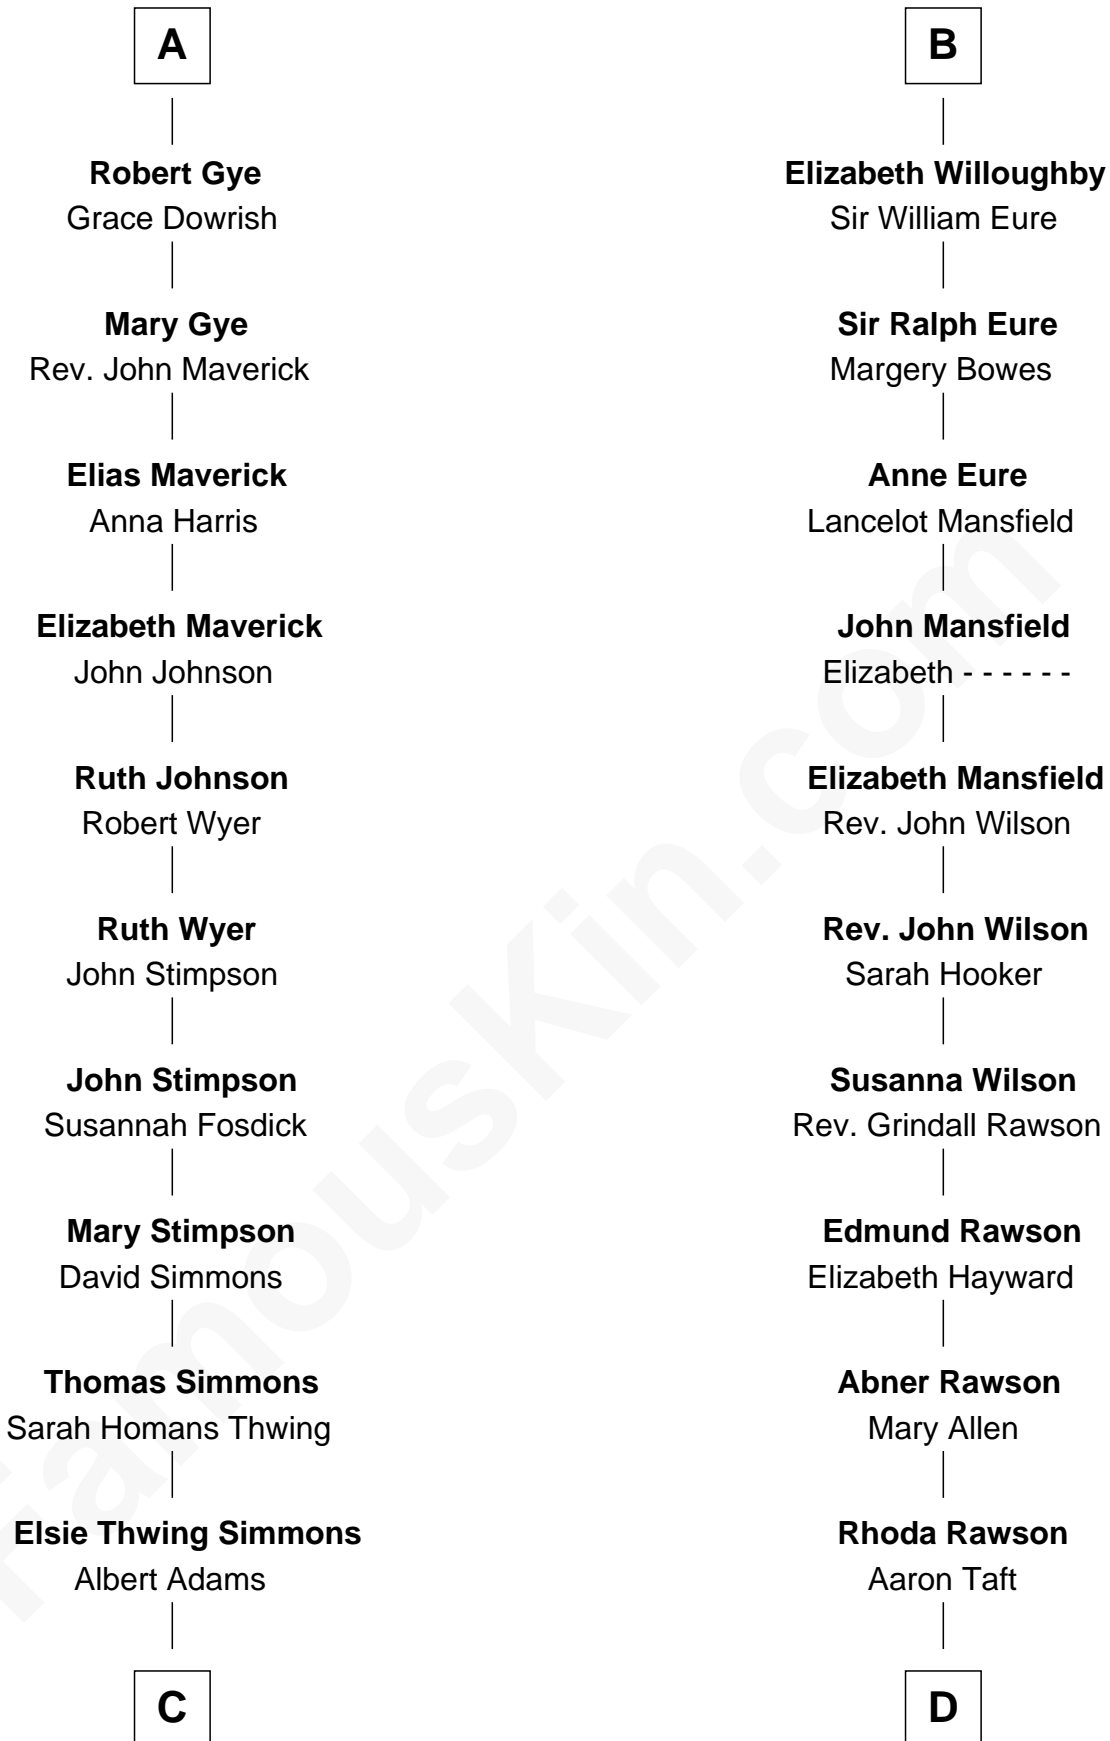 A
Robert Gye
Grace Dowrish
Mary Gye
Rev. John Maverick
Elias Maverick
Anna Harris
Elizabeth Maverick
John Johnson
Ruth Johnson
Robert Wyer
Ruth Wyer
John Stimpson
John Stimpson
Susannah Fosdick
Mary Stimpson
David Simmons
Thomas Simmons
Sarah Homans Thwing
Elsie Thwing Simmons
Albert Adams
C
B
Elizabeth Willoughby
Sir William Eure
Sir Ralph Eure
Margery Bowes
Anne Eure
Lancelot Mansfield
John Mansfield
Elizabeth - - - - - -
Elizabeth Mansfield
Rev. John Wilson
Rev. John Wilson
Sarah Hooker
Susanna Wilson
Rev. Grindall Rawson
Edmund Rawson
Elizabeth Hayward
Abner Rawson
Mary Allen
Rhoda Rawson
Aaron Taft
D
FamousKin.com